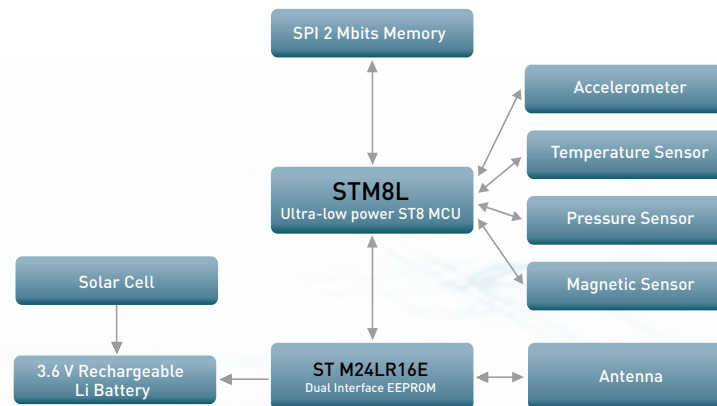 SPI 2 Mbits Memory
Accelerometer
Temperature Sensor
STM8L
Ultra-low power ST8 MCU
Pressure Sensor
Magnetic Sensor
Solar Cell
3.6 V Rechargeable
Li Battery
ST M24LR16E
Dual Interface EEPROM
Antenna